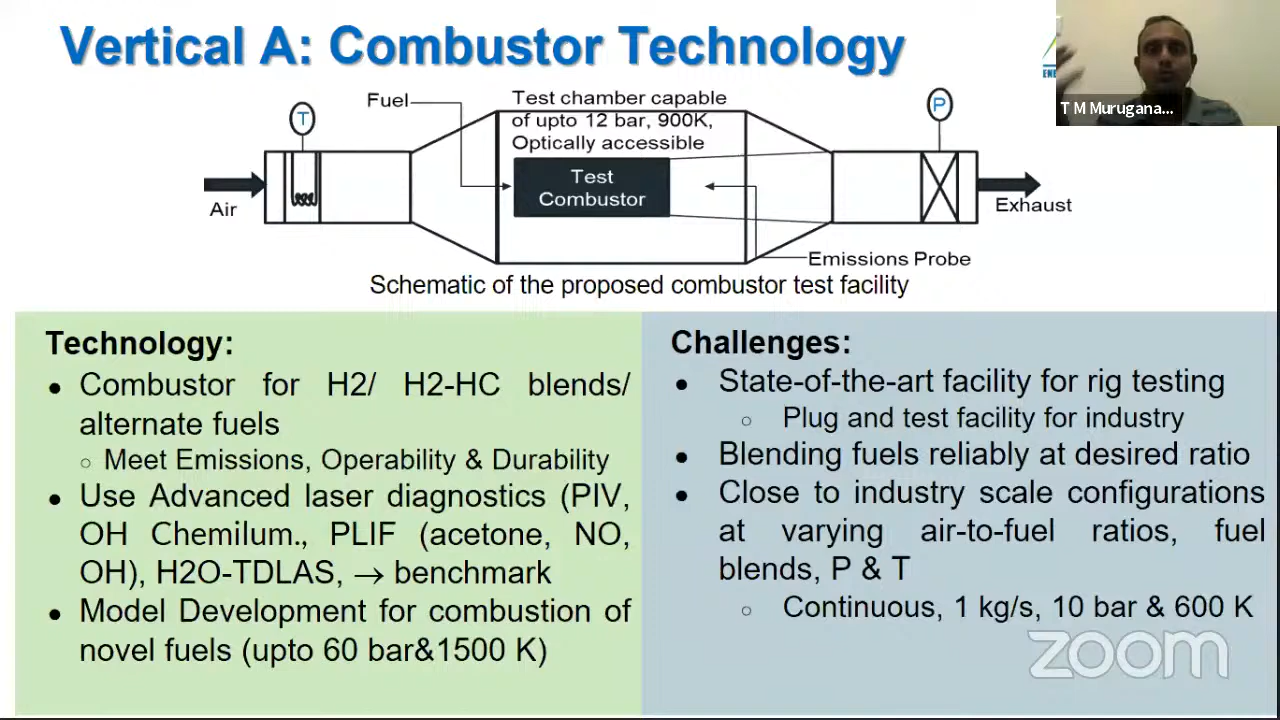 Vertical A: Combustor Technology
T M Murugana...
T
Fuel
Test chamber capable
of upto 12 bar, 900K,
Optically accessible
P
Test
Combustor
Air
Exhaust
Emissions Probe
Schematic of the proposed combustor test facility
Technology:
• Combustor for H2/ H2-HC blends/
alternate fuels
○ Meet Emissions, Operability & Durability
• Use Advanced laser diagnostics (PIV,
OH Chemilum., PLIF (acetone, NO,
OH), H2O-TDLAS, → benchmark
• Model Development for combustion of
novel fuels (upto 60 bar&1500 K)
Challenges:
• State-of-the-art facility for rig testing
○ Plug and test facility for industry
• Blending fuels reliably at desired ratio
• Close to industry scale configurations
at varying air-to-fuel ratios, fuel
blends, P & T
○ Continuous, 1 kg/s, 10 bar & 600 K
zoom